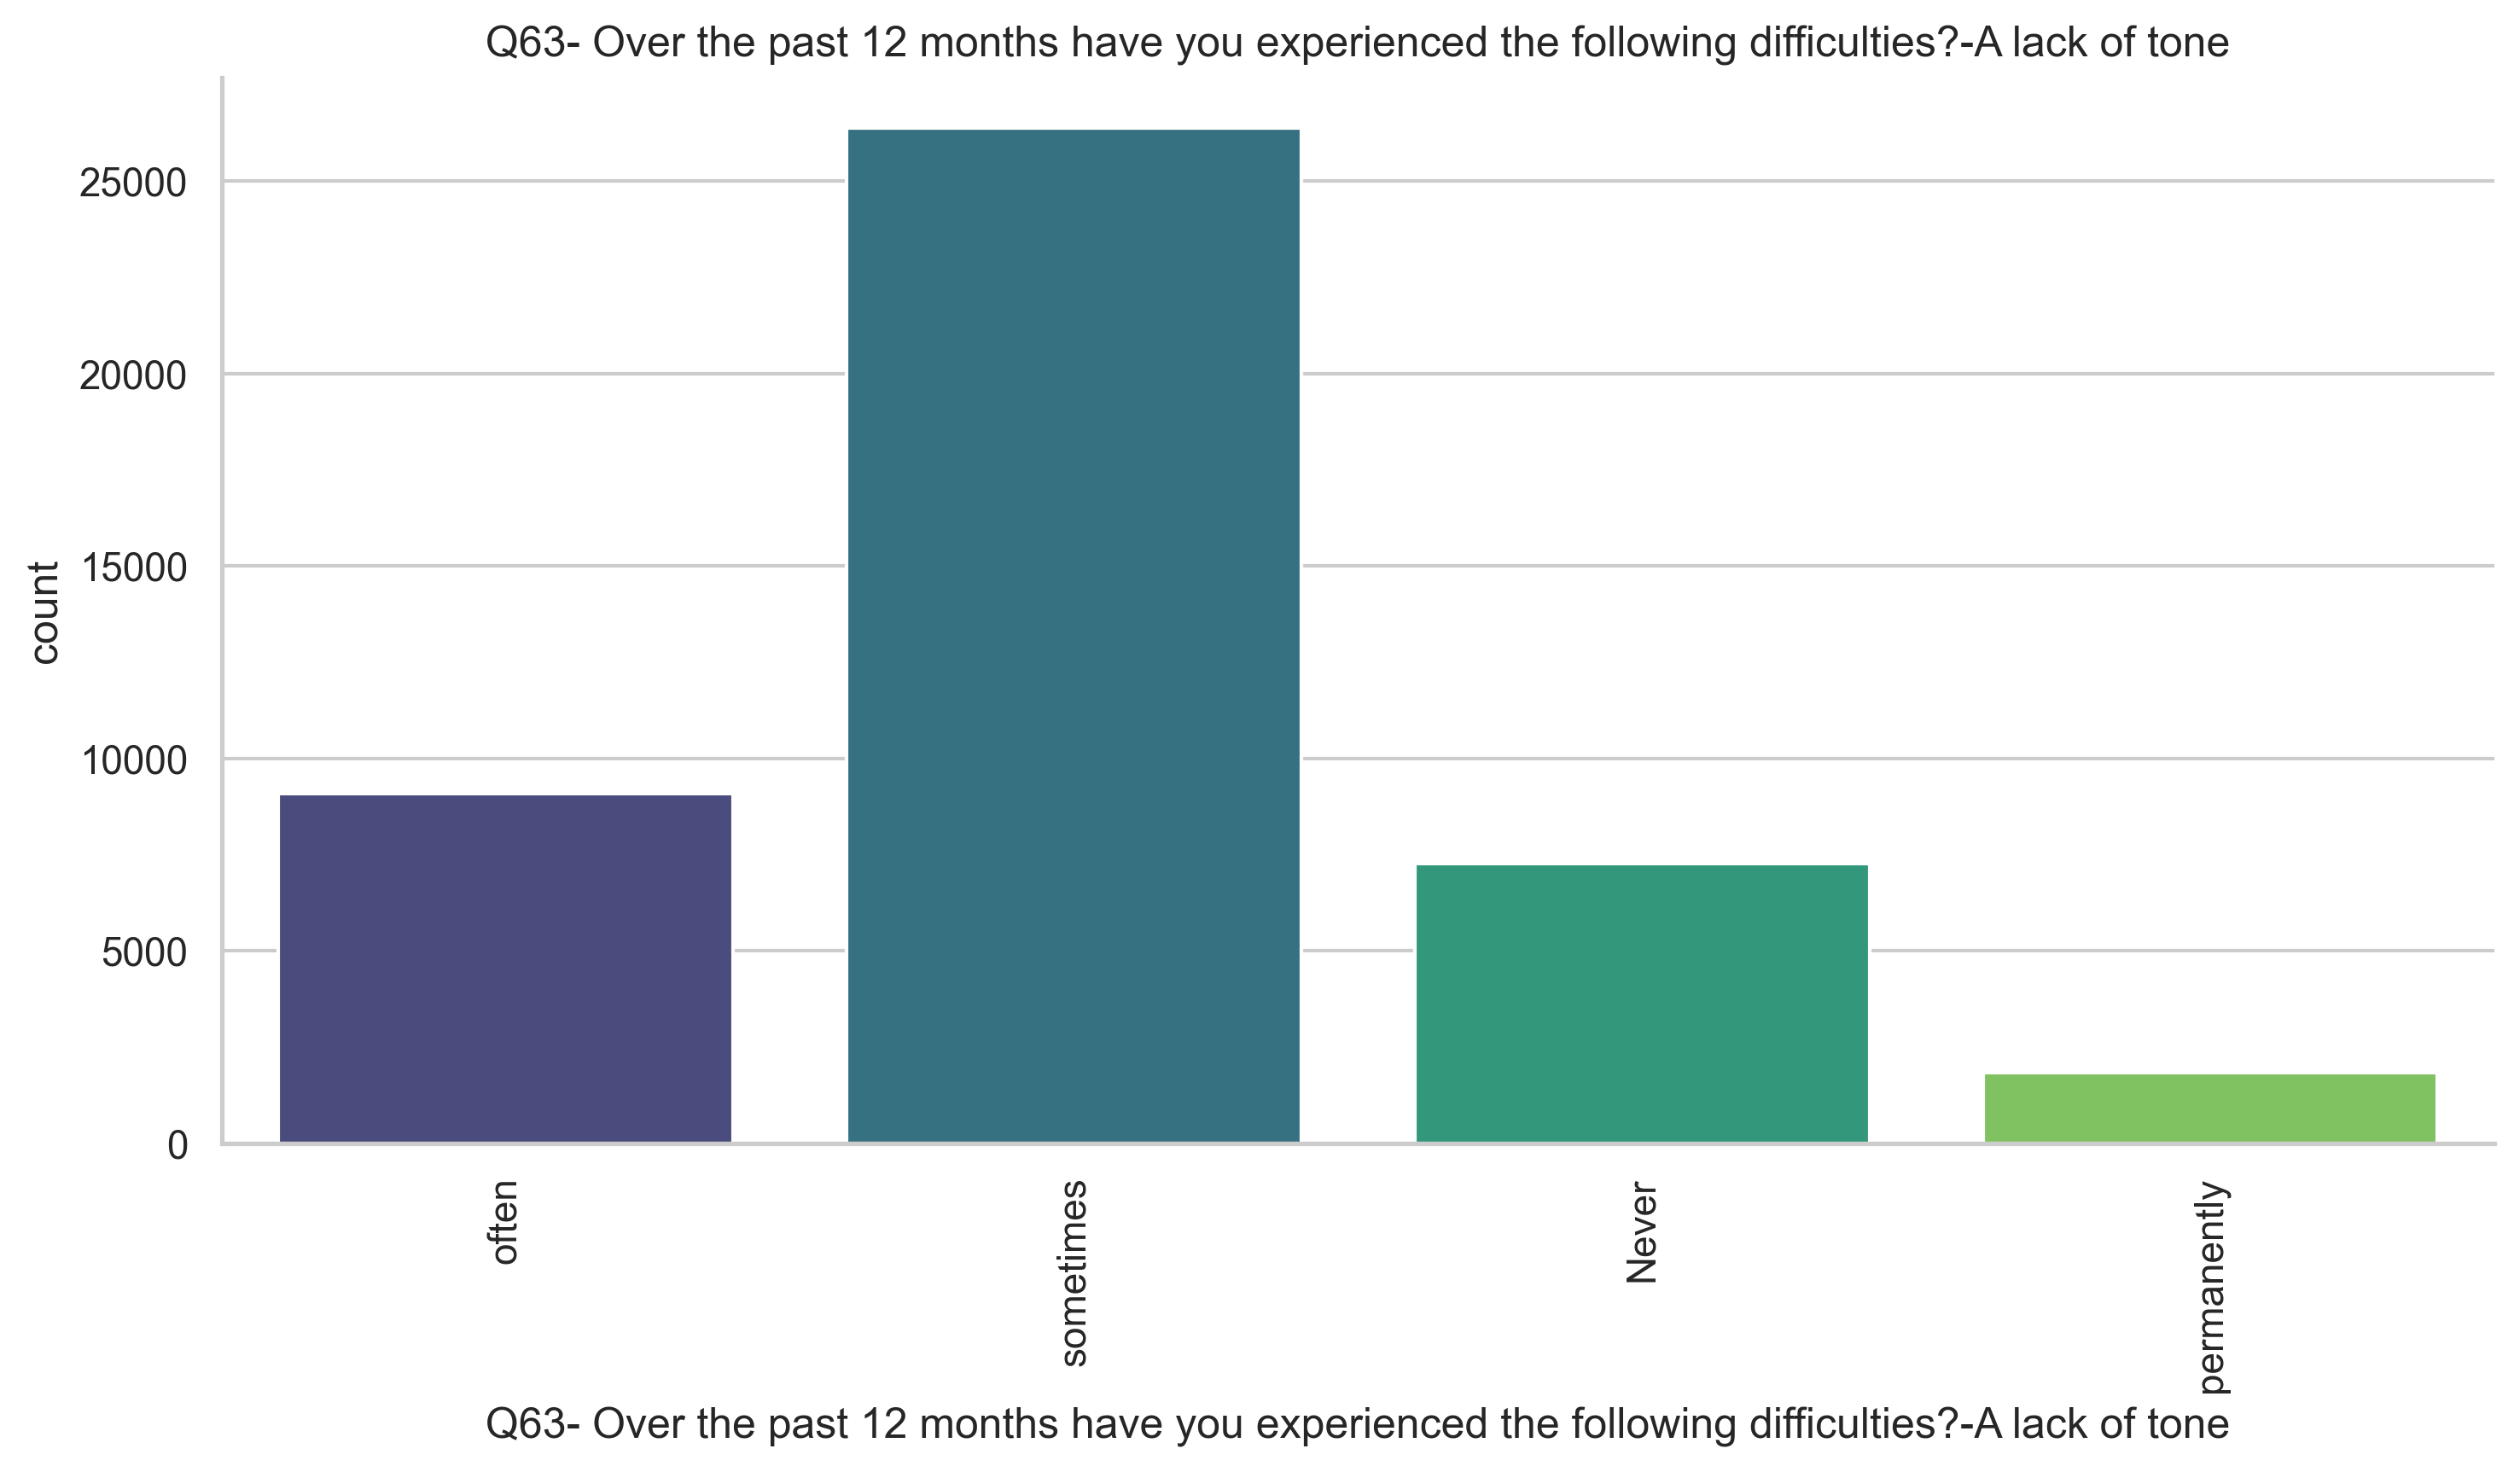 Q63- Over the past 12 months have you experienced the following difficulties?-A lack of tone
25000
20000
15000
10000
5000
0
count
often
sometimes
Never
permanently
Q63- Over the past 12 months have you experienced the following difficulties?-A lack of tone